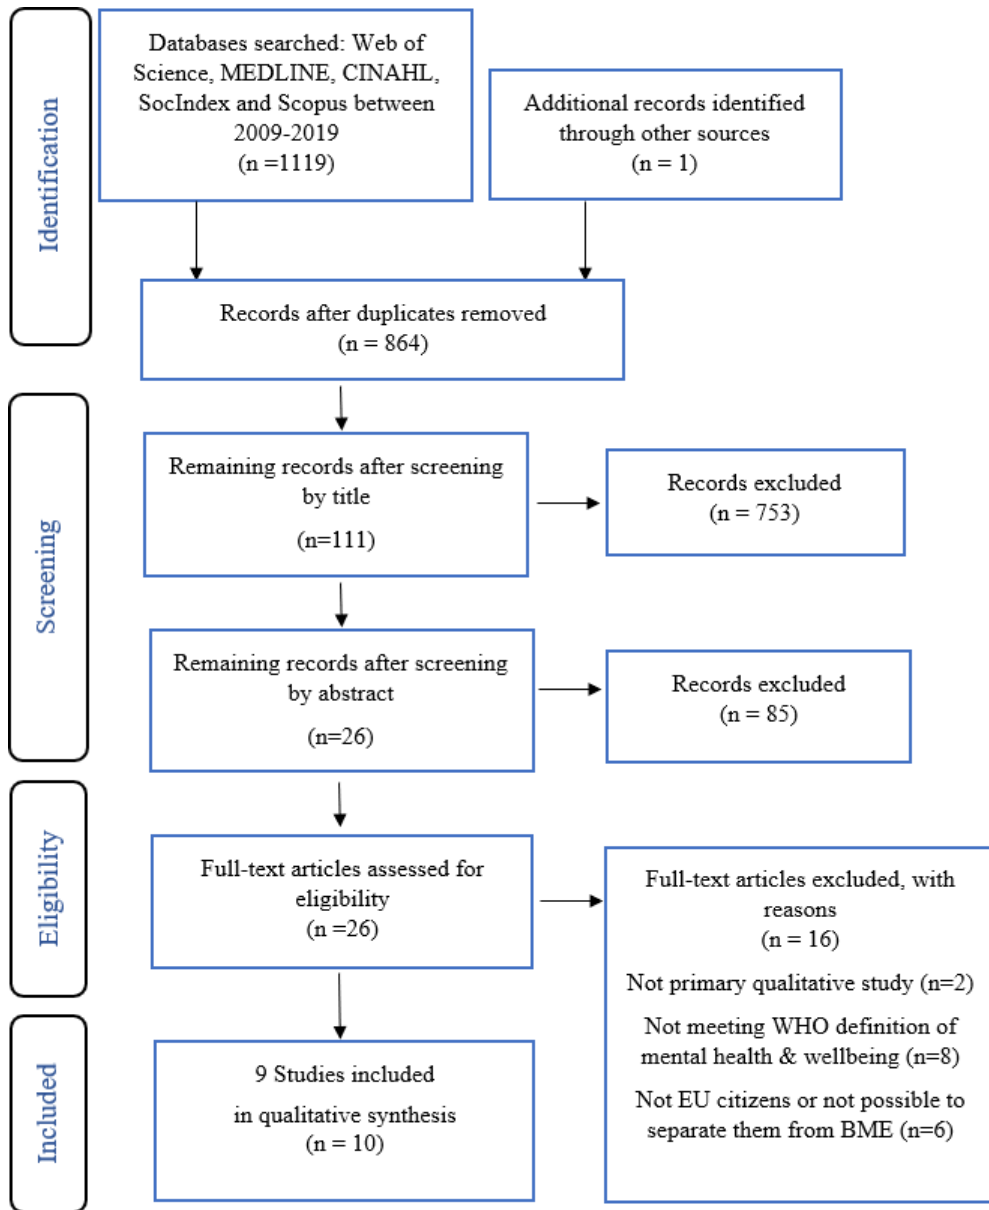 Identification
Databases searched: Web of
Science, MEDLINE, CINAHL,
SocIndex and Scopus between
2009-2019
(n =1119)
Additional records identified
through other sources
(n = 1)
Records after duplicates removed
(n = 864)
Screening
Remaining records after screening
by title
(n=111)
Records excluded
(n = 753)
Remaining records after screening
by abstract
(n=26)
Records excluded
(n = 85)
Eligibility
Full-text articles assessed for
eligibility
(n =26)
Full-text articles excluded, with
reasons
(n = 16)
Not primary qualitative study (n=2)
Not meeting WHO definition of
mental health & wellbeing (n=8)
Not EU citizens or not possible to
separate them from BME (n=6)
Included
9 Studies included
in qualitative synthesis
(n = 10)